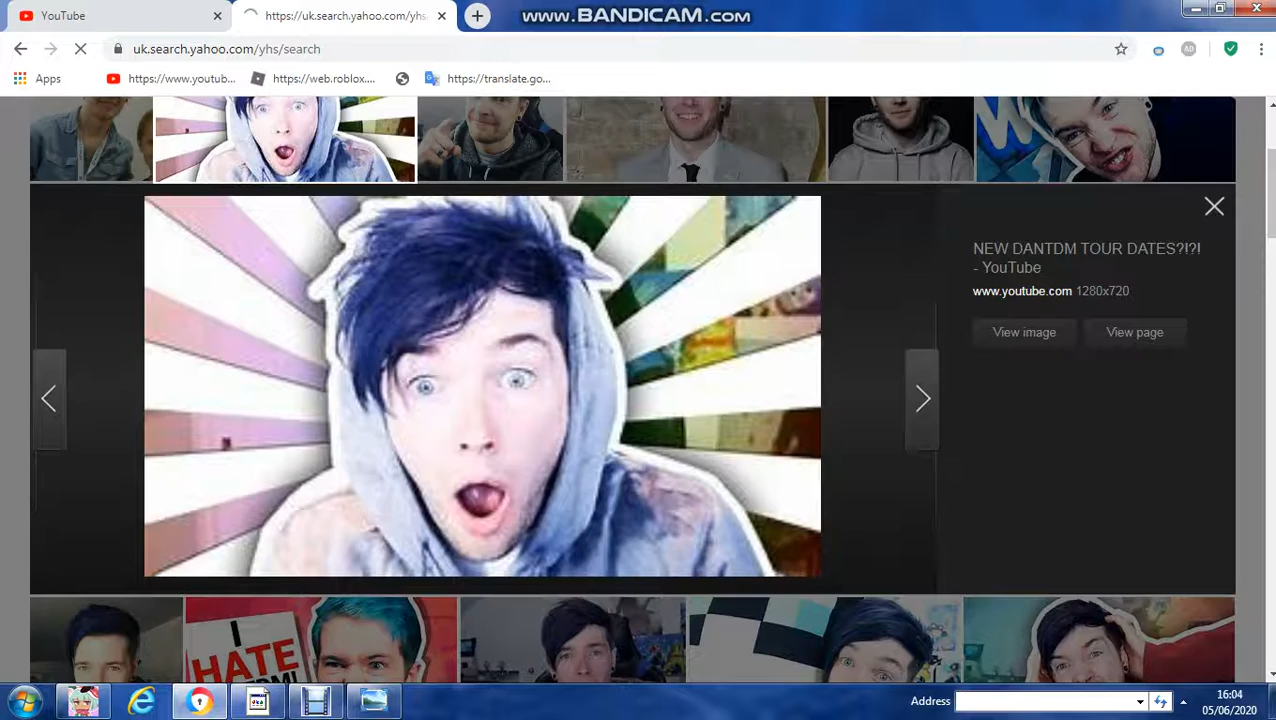 YouTube
https://uk.search.yahoo.com/yhs
www.BANDICAM.com
uk.search.yahoo.com/yhs/search
AD
Apps
https://www.youtub...
https://web.roblox....
https://translate.go...
W
NEW DANTDM TOUR DATES?!?!
- YouTube
www.youtube.com 1280x720
View image
View page
I
HATE
Address
16:04
05/06/2020